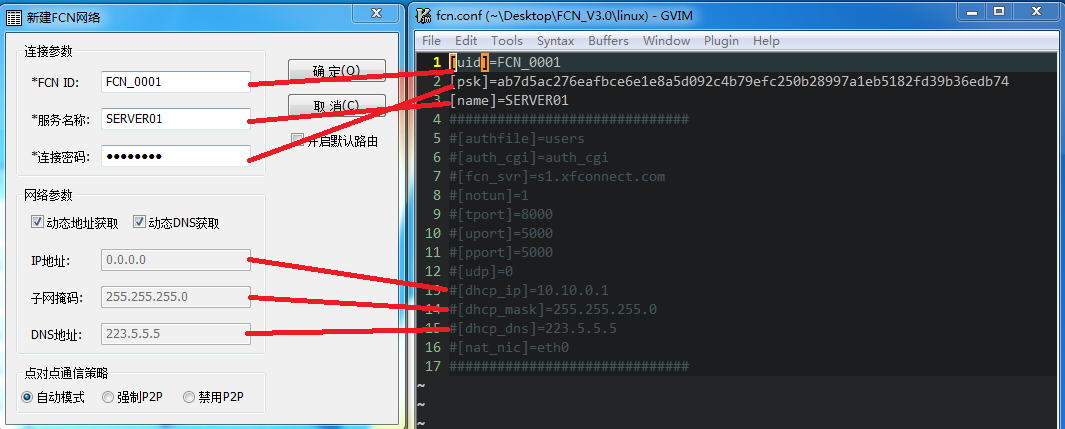 新建FCN网络
连接参数
*FCN ID:
FCN_0001
确 定(O)
*服务名称:
SERVER01
取 消(C)
*连接密码:
●●●●●●●●
开启默认路由
网络参数
动态地址获取
动态DNS获取
IP地址:
0.0.0.0
子网掩码:
255.255.255.0
DNS地址:
223.5.5.5
点对点通信策略
自动模式
强制P2P
禁用P2P
fcn.conf (~\Desktop\FCN_V3.0\linux) - GVIM
File Edit Tools Syntax Buffers Window Plugin Help
1 [uid]=FCN_0001
2 [psk]=ab7d5ac276eafbce6e1e8a5d092c4b79efc250b28997a1eb5182fd39b36edb74
3 [name]=SERVER01
4 ##############################
5 #[authfile]=users
6 #[auth_cgi]=auth_cgi
7 #[fcn_svr]=s1.xfconnect.com
8 #[notun]=1
9 #[tport]=8000
10 #[uport]=5000
11 #[pport]=5000
12 #[udp]=0
13 #[dhcp_ip]=10.10.0.1
14 #[dhcp_mask]=255.255.255.0
15 #[dhcp_dns]=223.5.5.5
16 #[nat_nic]=eth0
17 ##############################
~
~
~